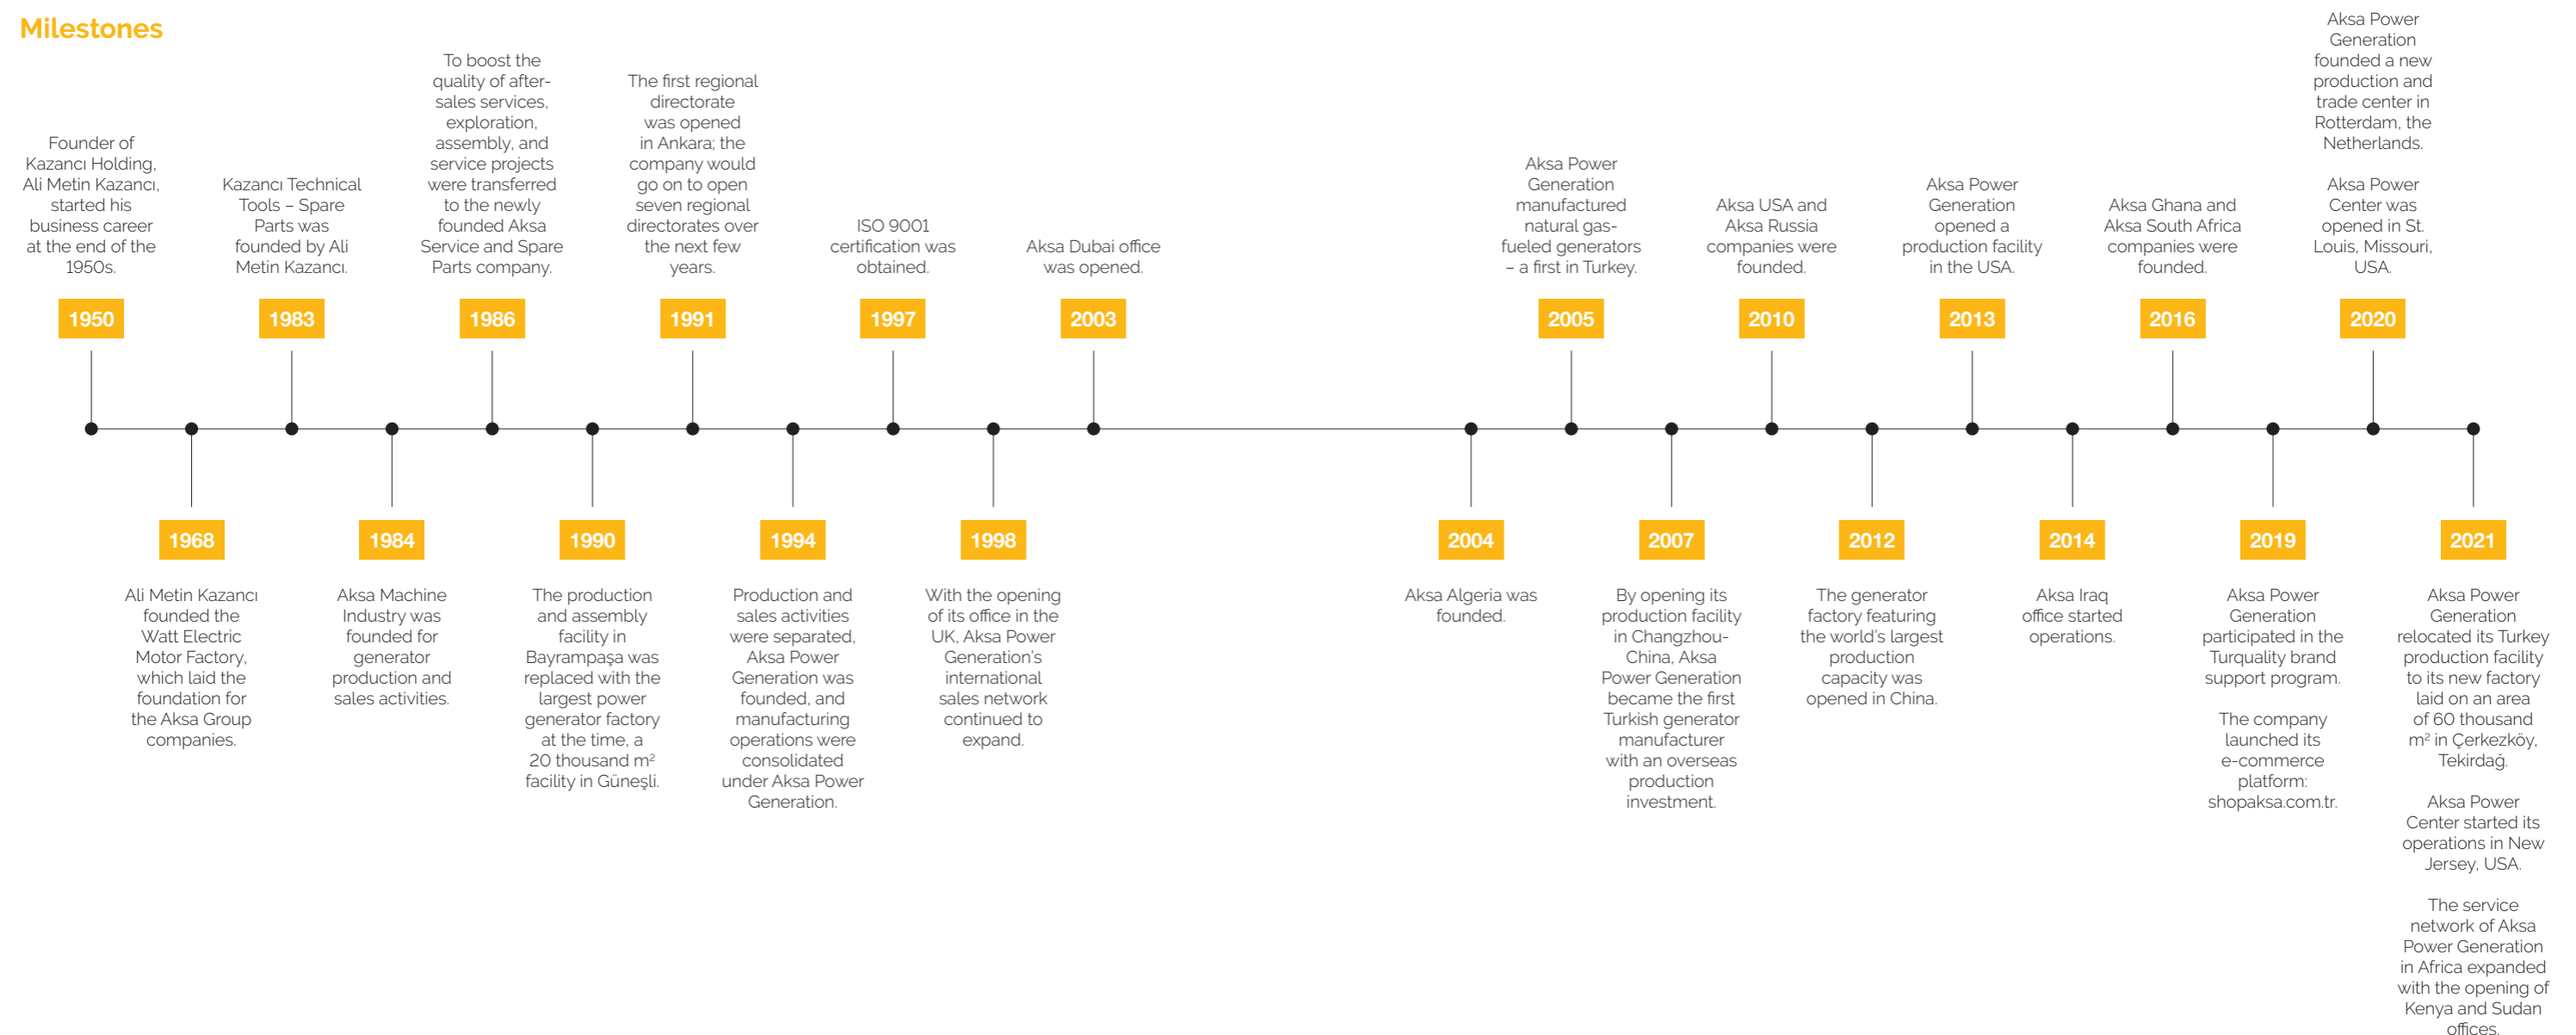 Milestones
Founder of
Kazancı Holding,
Ali Metin Kazancı,
started his
business career
at the end of the
1950s.
1950
Ali Metin Kazancı
founded the
Watt Electric
Motor Factory,
which laid the
foundation for
the Aksa Group
companies.
1968
Kazancı Technical
Tools – Spare
Parts was
founded by Ali
Metin Kazancı.
1983
1984
Aksa Machine
Industry was
founded for
generator
production and
sales activities.
To boost the
quality of after-
sales services,
exploration,
assembly, and
service projects
were transferred
to the newly
founded Aksa
Service and Spare
Parts company.
1986
1990
The production
and assembly
facility in
Bayrampaşa was
replaced with the
largest power
generator factory
at the time, a
20 thousand m²
facility in Güneşli.
The first regional
directorate
was opened
in Ankara; the
company would
go on to open
seven regional
directorates over
the next few
years.
1991
1994
Production and
sales activities
were separated,
Aksa Power
Generation was
founded, and
manufacturing
operations were
consolidated
under Aksa Power
Generation.
ISO 9001
certification was
obtained.
1997
1998
With the opening
of its office in the
UK, Aksa Power
Generation's
international
sales network
continued to
expand.
Aksa Dubai office
was opened.
2003
2004
Aksa Algeria was
founded.
Aksa Power
Generation
manufactured
natural gas-
fueled generators
– a first in Turkey.
2005
2007
By opening its
production facility
in Changzhou-
China, Aksa
Power Generation
became the first
Turkish generator
manufacturer
with an overseas
production
investment.
Aksa USA and
Aksa Russia
companies were
founded.
2010
2012
The generator
factory featuring
the world's largest
production
capacity was
opened in China.
Aksa Power
Generation
opened a
production facility
in the USA.
2013
2014
Aksa Iraq
office started
operations.
Aksa Ghana and
Aksa South Africa
companies were
founded.
2016
2019
Aksa Power
Generation
participated in the
Turquality brand
support program.
The company
launched its
e-commerce
platform:
shopaksa.com.tr.
Aksa Power
Generation
founded a new
production and
trade center in
Rotterdam, the
Netherlands.
Aksa Power
Center was
opened in St.
Louis, Missouri,
USA.
2020
2021
Aksa Power
Generation
relocated its Turkey
production facility
to its new factory
laid on an area
of 60 thousand
m² in Çerkezköy,
Tekirdağ.
Aksa Power
Center started its
operations in New
Jersey, USA.
The service
network of Aksa
Power Generation
in Africa expanded
with the opening of
Kenya and Sudan
offices.